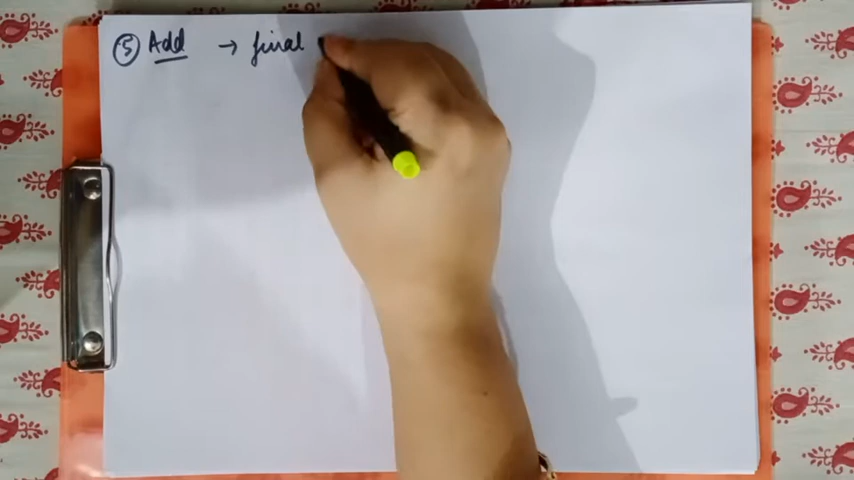 ⑤ Add → final